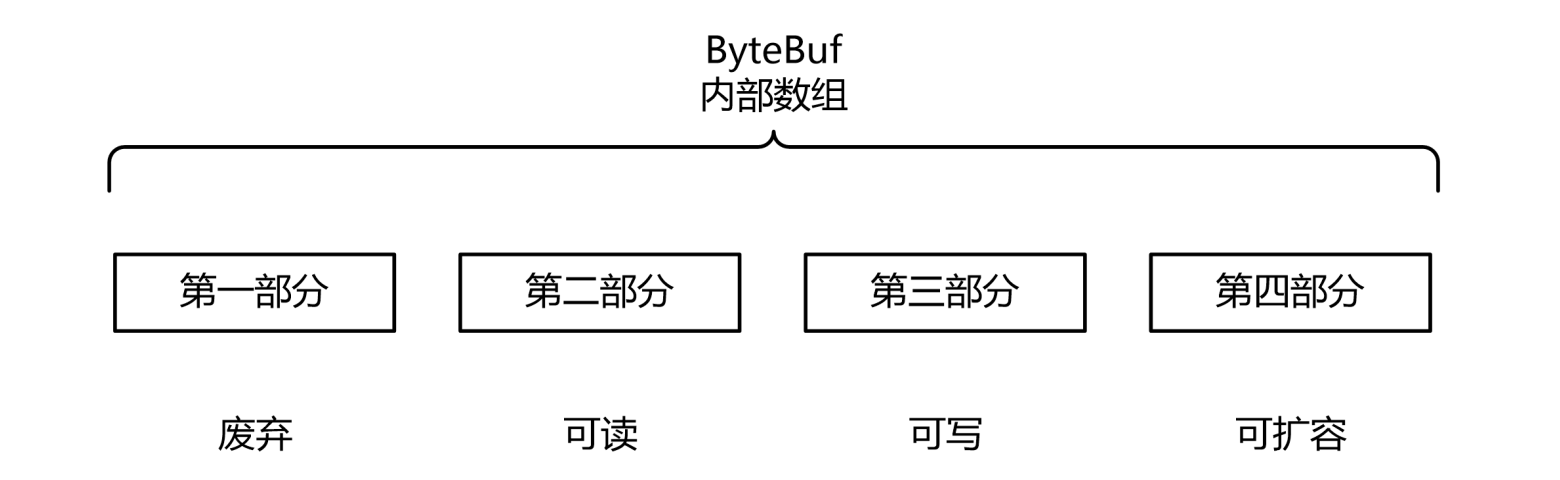 ByteBuf
内部数组
第一部分
第二部分
第三部分
第四部分
废弃
可读
可写
可扩容